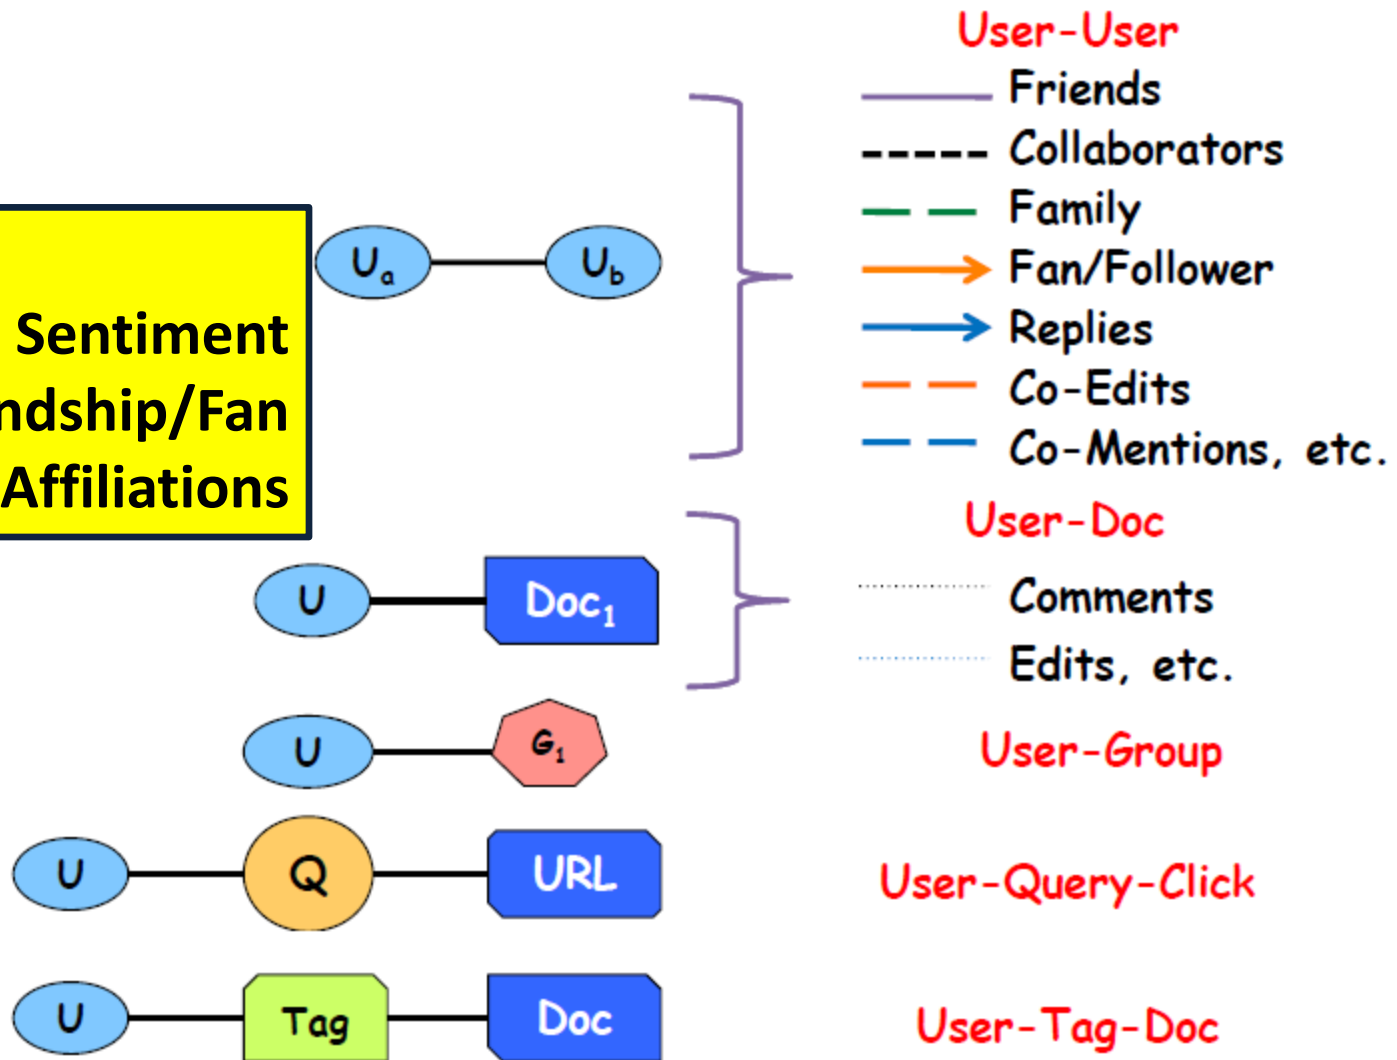 User-User
Friends
Collaborators
Family
Fan/Follower
Replies
Co-Edits
Co-Mentions, etc.
Ua Ub
Sentiment
ndship/Fan
Affiliations
User-Doc
U Doc1
Comments
Edits, etc.
U G1
User-Group
U Q URL
User-Query-Click
U Tag Doc
User-Tag-Doc